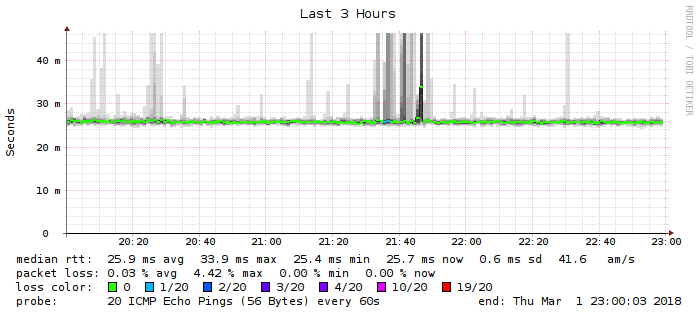 Last 3 Hours
RRDTOOL / TOBI OETIKER
Seconds
40 m
30 m
20 m
10 m
0
20:20 20:40 21:00 21:20 21:40 22:00 22:20 22:40 23:00
median rtt: 25.9 ms avg 33.9 ms max 25.4 ms min 25.7 ms now 0.6 ms sd 41.6 am/s
packet loss: 0.03 % avg 4.42 % max 0.00 % min 0.00 % now
loss color: 0 1/20 2/20 3/20 4/20 10/20 19/20
probe: 20 ICMP Echo Pings (56 Bytes) every 60s end: Thu Mar 1 23:00:03 2018